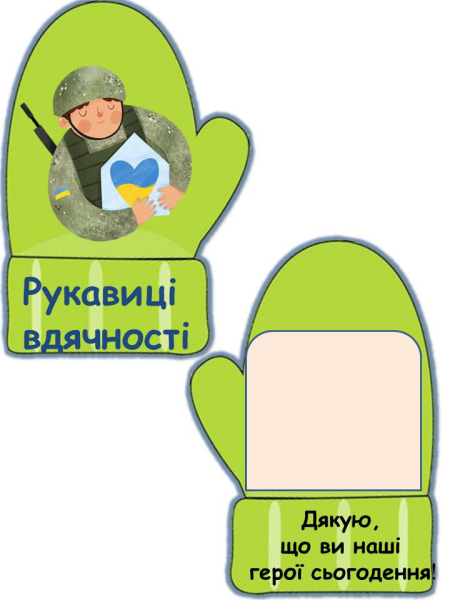 Рукавиці
вдячності
Дякую,
що ви наші
герої сьогодення!